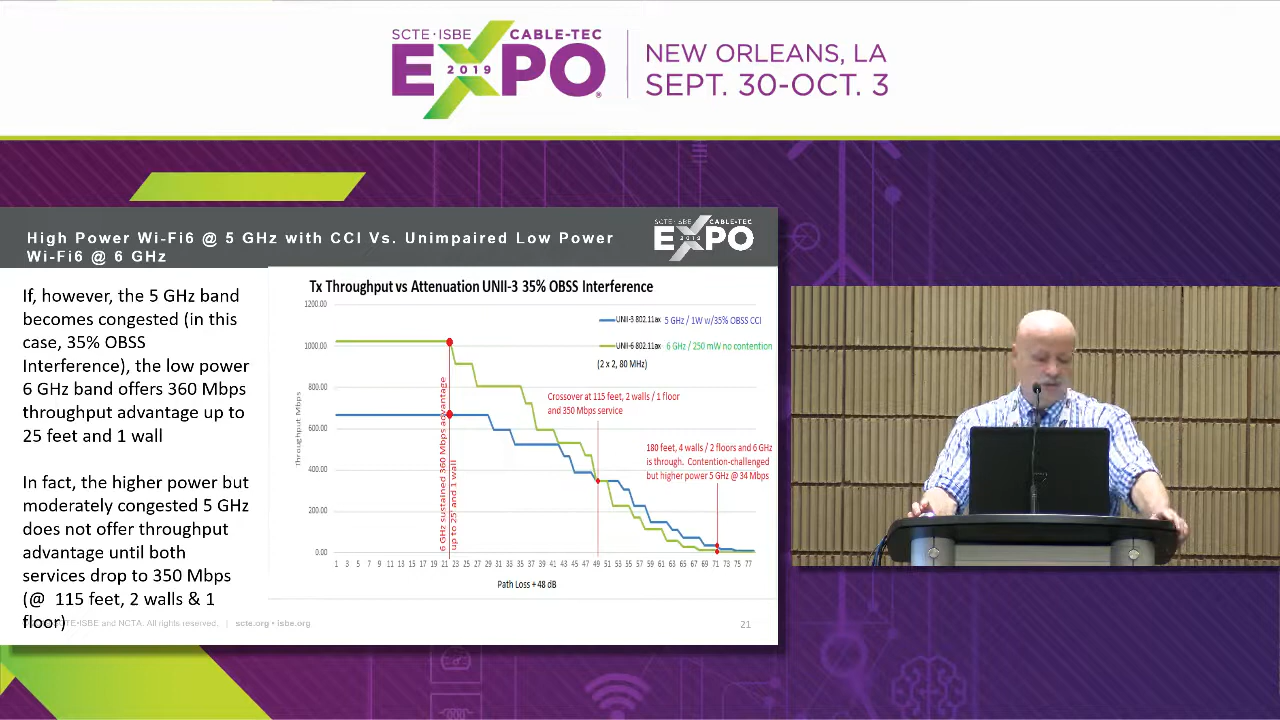 SCTE·ISBE CABLE-TEC
EXPO
2019
®
NEW ORLEANS, LA
SEPT. 30-OCT. 3
High Power Wi-Fi6 @ 5 GHz with CCI Vs. Unimpaired Low Power
Wi-Fi6 @ 6 GHz
SCTE·ISBE CABLE-TEC
EXPO
2019
If, however, the 5 GHz band
becomes congested (in this
case, 35% OBSS
Interference), the low power
6 GHz band offers 360 Mbps
throughput advantage up to
25 feet and 1 wall
In fact, the higher power but
moderately congested 5 GHz
does not offer throughput
advantage until both
services drop to 350 Mbps
(@ 115 feet, 2 walls & 1
floor)
Tx Throughput vs Attenuation UNII-3 35% OBSS Interference
1200.00
1000.00
800.00
600.00
400.00
200.00
0.00
Throughput Mbps
UNII-3 802.11ax 5 GHz / 1W w/35% OBSS CCI
UNII-6 802.11ax 6 GHz / 250 mW no contention
(2 x 2, 80 MHz)
Crossover at 115 feet, 2 walls / 1 floor
and 350 Mbps service
180 feet, 4 walls / 2 floors and 6 GHz
is through. Contention-challenged
but higher power 5 GHz @ 34 Mbps
6 GHz sustained 360 Mbps advantage
up to 25' and 1 wall
1 3 5 7 9 11 13 15 17 19 21 23 25 27 29 31 33 35 37 39 41 43 45 47 49 51 53 55 57 59 61 63 65 67 69 71 73 75 77
Path Loss + 48 dB
TE·ISBE and NCTA. All rights reserved. | scte.org • isbe.org
21